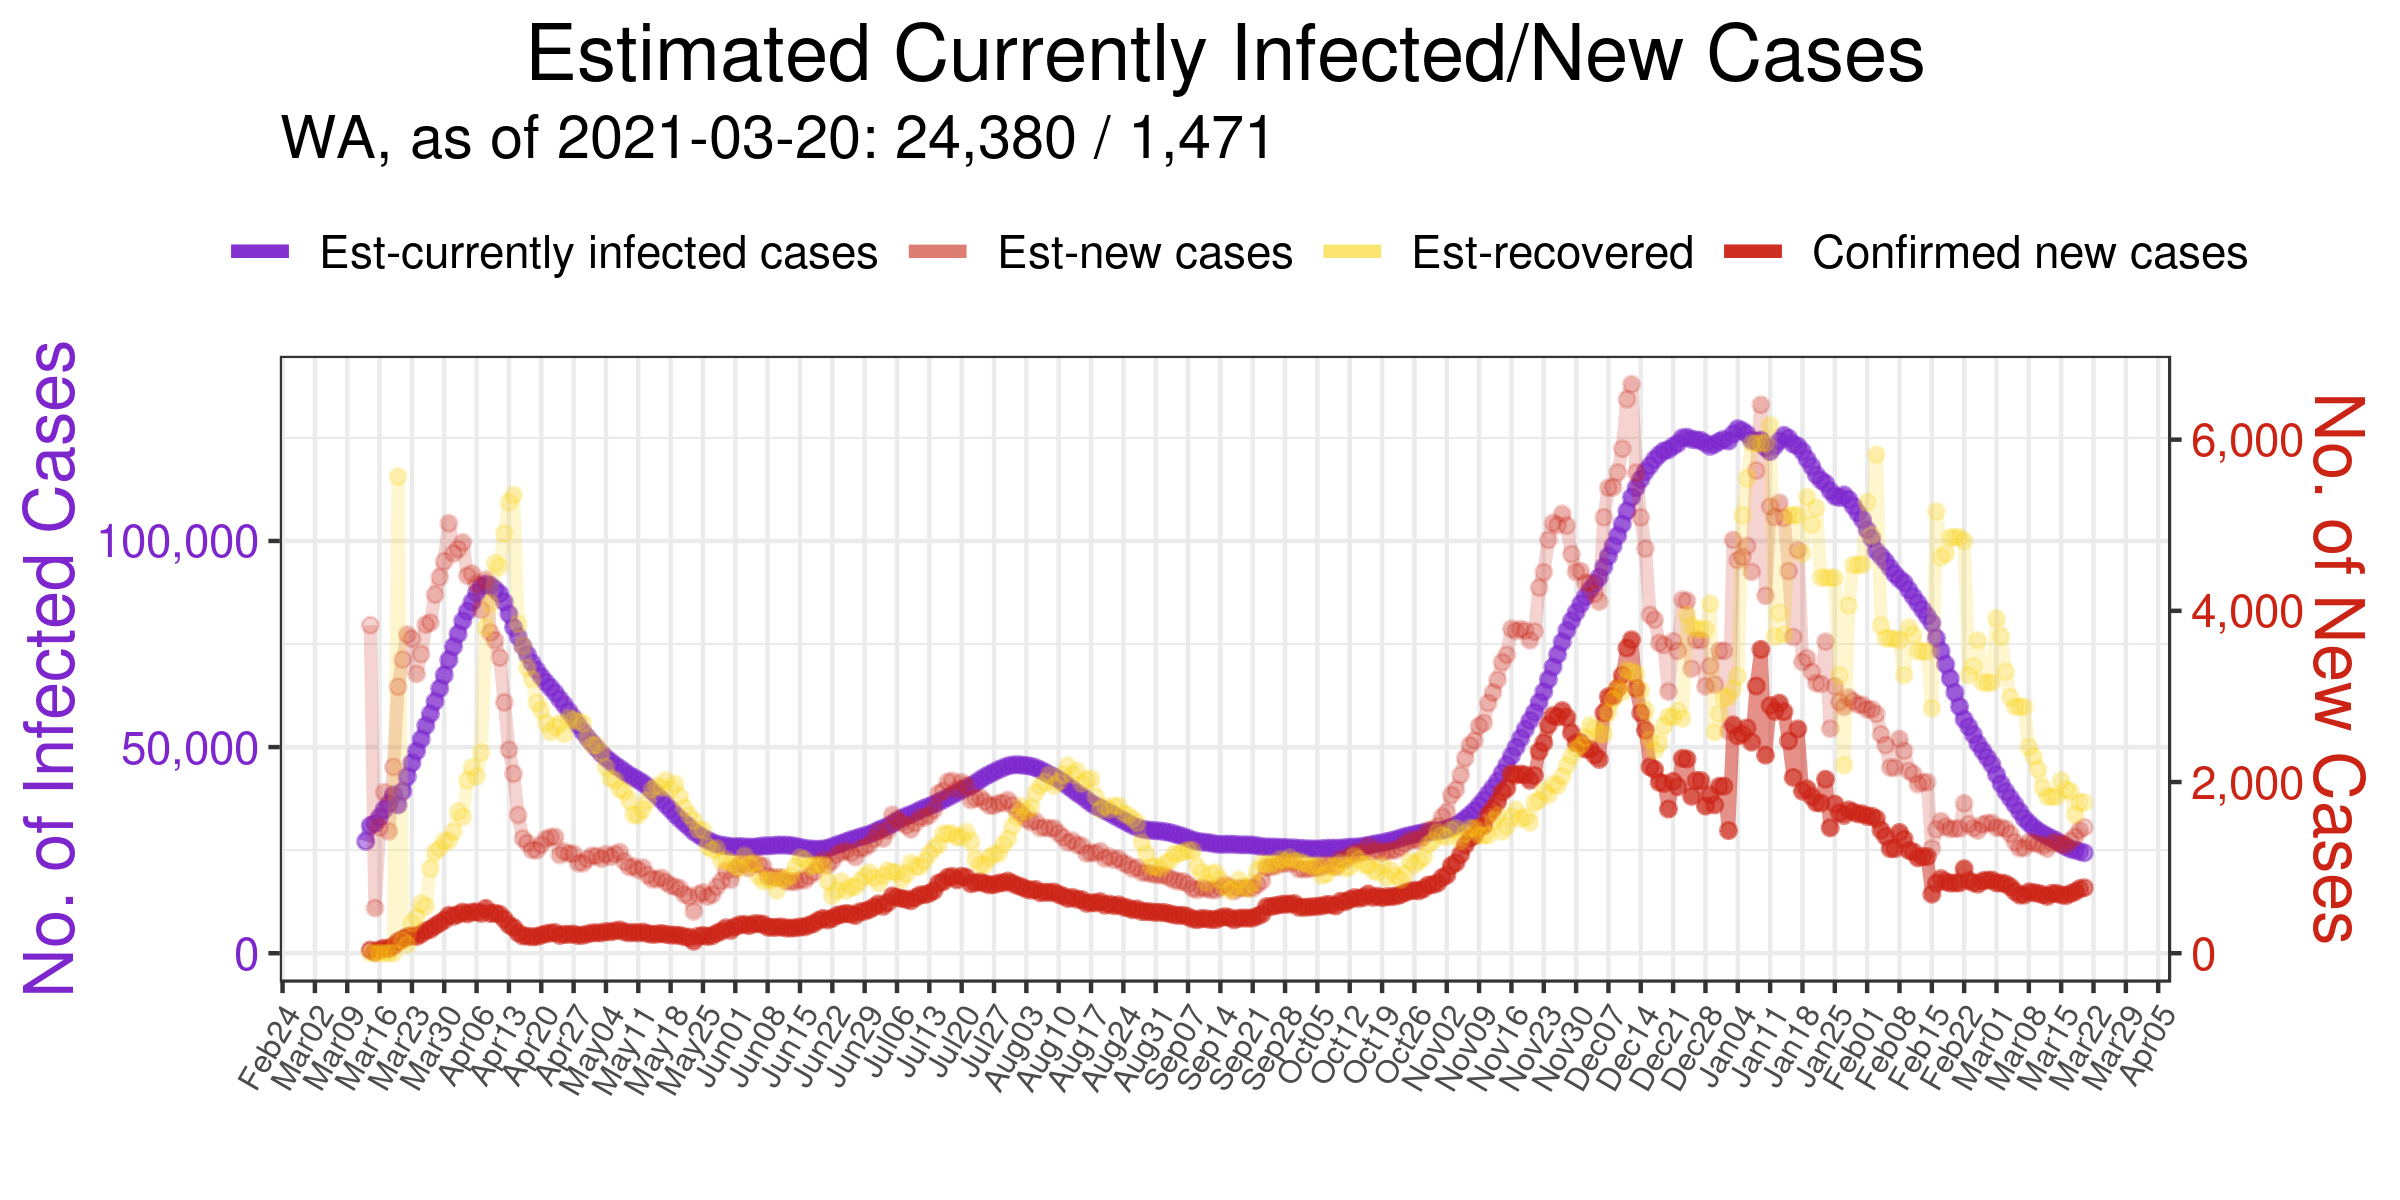 Estimated Currently Infected/New Cases
WA, as of 2021-03-20: 24,380 / 1,471
Est-currently infected cases Est-new cases Est-recovered Confirmed new cases
No. of Infected Cases
100,000
50,000
0
6,000
4,000
2,000
0
No. of New Cases
Feb24 Mar02 Mar09 Mar16 Mar23 Mar30 Apr06 Apr13 Apr20 Apr27 May04 May11 May18 May25 Jun01 Jun08 Jun15 Jun22 Jun29 Jul06 Jul13 Jul20 Jul27 Aug03 Aug10 Aug17 Aug24 Aug31 Sep07 Sep14 Sep21 Sep28 Oct05 Oct12 Oct19 Oct26 Nov02 Nov09 Nov16 Nov23 Nov30 Dec07 Dec14 Dec21 Dec28 Jan04 Jan11 Jan18 Jan25 Feb01 Feb08 Feb15 Feb22 Mar01 Mar08 Mar15 Mar22 Mar29 Apr05